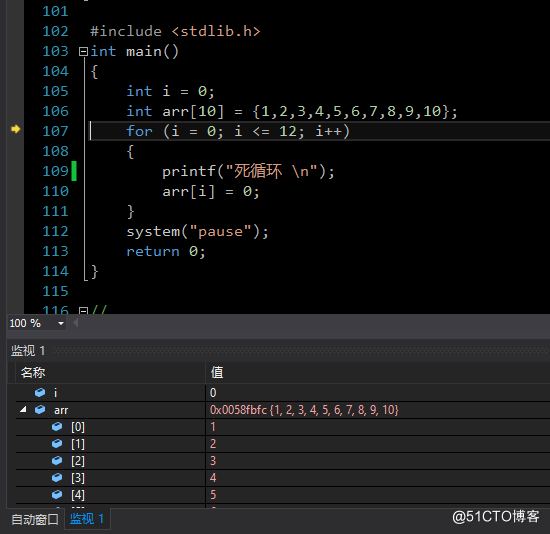 101
102 #include <stdlib.h>
103 int main()
104 {
105 int i = 0;
106 int arr[10] = {1,2,3,4,5,6,7,8,9,10};
107 for (i = 0; i <= 12; i++)
108 {
109 printf("死循环 \n");
110 arr[i] = 0;
111 }
112 system("pause");
113 return 0;
114 }
115
116 //
100 %
监视 1
名称 值
i 0
arr 0x0058fbfc {1, 2, 3, 4, 5, 6, 7, 8, 9, 10}
[0] 1
[1] 2
[2] 3
[3] 4
[4] 5
自动窗口 监视 1
@51CTO博客